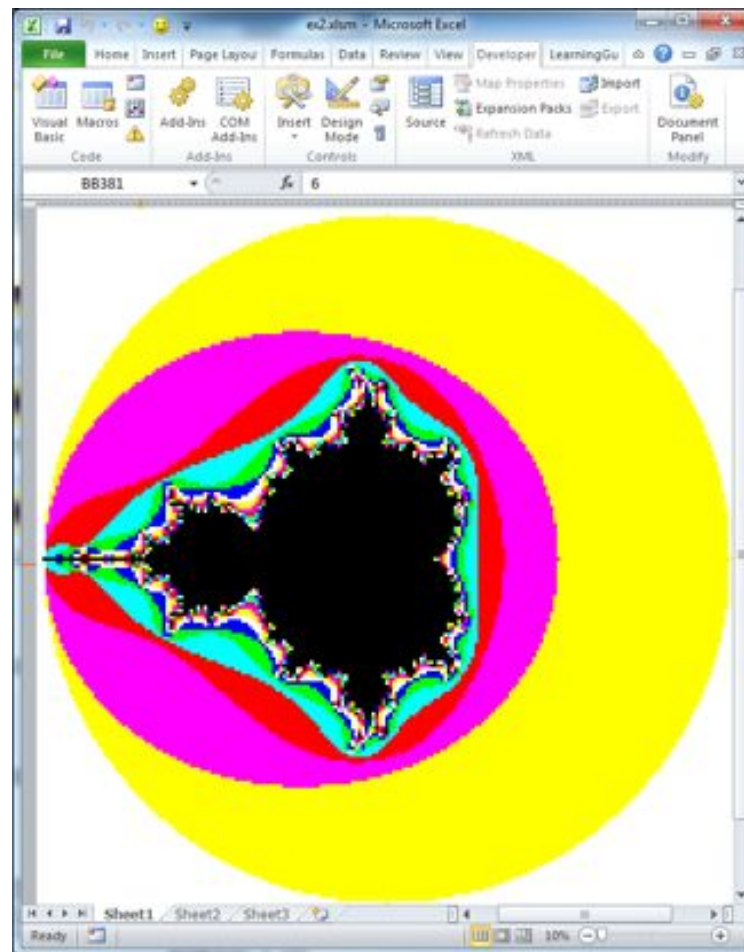 ex2.xlsm - Microsoft Excel
File Home Insert Page Layou Formulas Data Review View Developer LearningGu
Visual Basic Macros Add-Ins COM Add-Ins Insert Design Mode Source Map Properties Import Document Panel
Expansion Packs Export
Refresh Data
Code Add-Ins Controls XML Modify
BB381 fx 6
Sheet1 Sheet2 Sheet3
Ready 10%